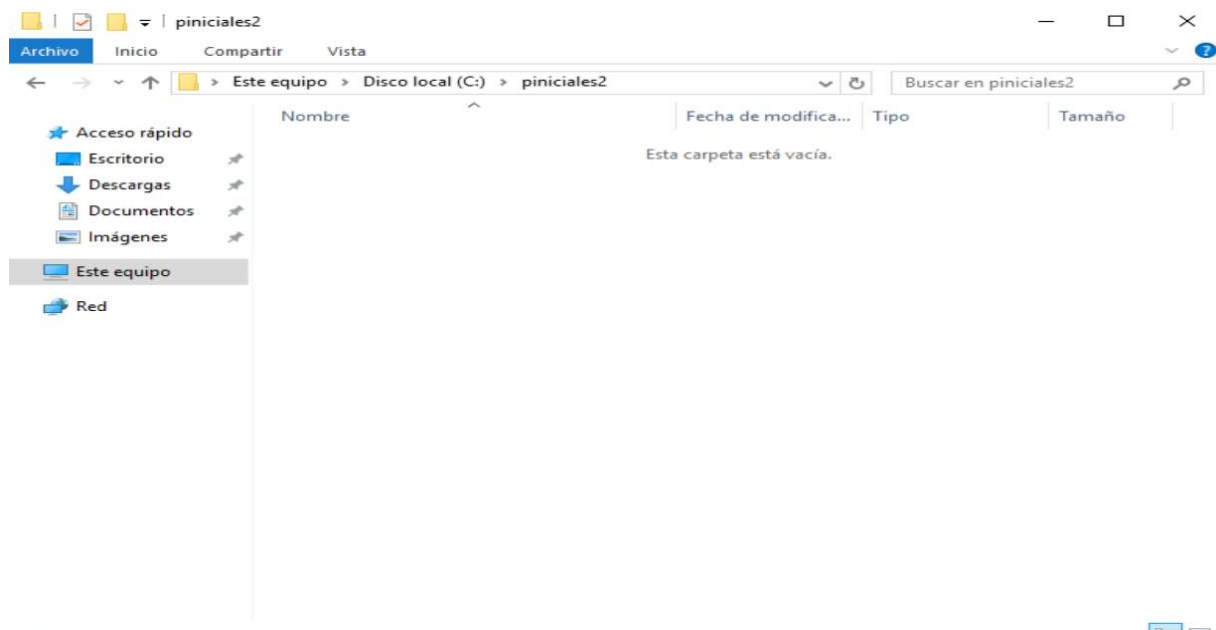 piniciales2
Archivo Inicio Compartir Vista
Este equipo > Disco local (C:) > piniciales2 Buscar en piniciales2
Nombre Fecha de modifica... Tipo Tamaño
Acceso rápido
Esta carpeta está vacía.
Escritorio
Descargas
Documentos
Imágenes
Este equipo
Red